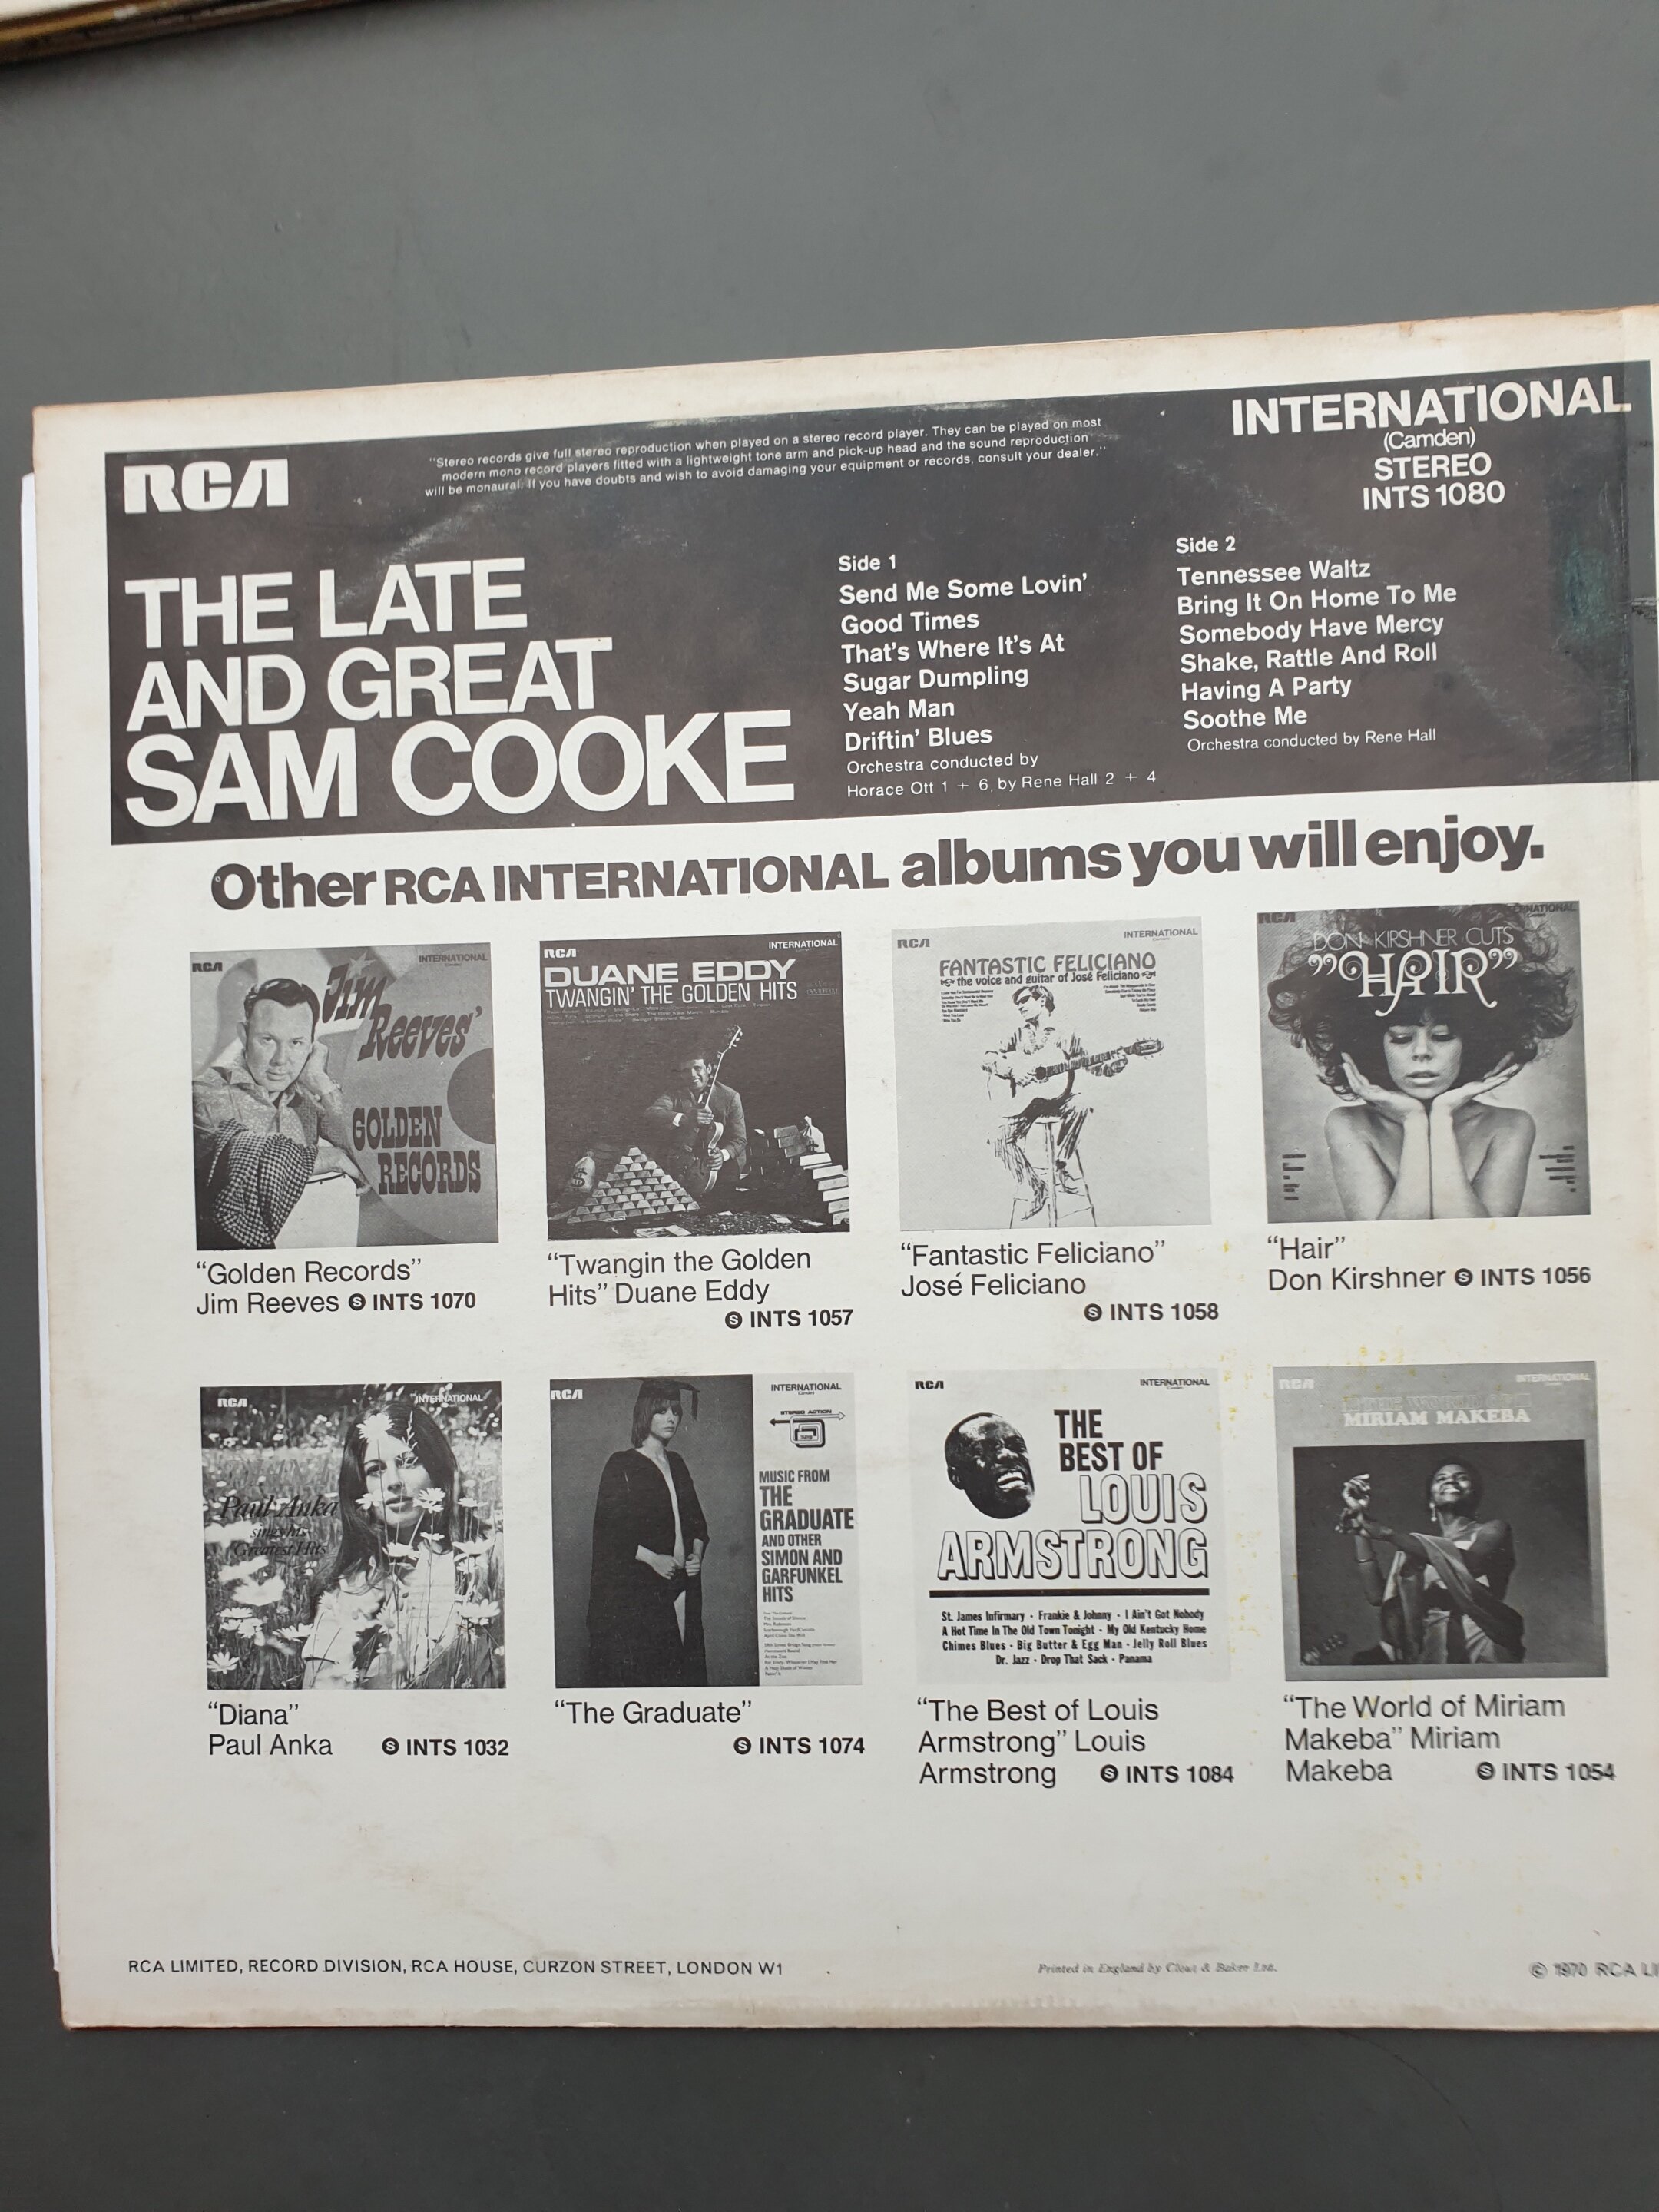 RCA
"Stereo records give full stereo reproduction when played on a stereo record player. They can be played on most
modern mono record players fitted with a lightweight tone arm and pick-up head and the sound reproduction
will be monaural. If you have doubts and wish to avoid damaging your equipment or records, consult your dealer."
INTERNATIONAL
(Camden)
STEREO
INTS 1080
THE LATE
AND GREAT
SAM COOKE
Side 1
Send Me Some Lovin'
Good Times
That's Where It's At
Sugar Dumpling
Yeah Man
Driftin' Blues
Orchestra conducted by
Horace Ott 1 + 6, by Rene Hall 2 + 4
Side 2
Tennessee Waltz
Bring It On Home To Me
Somebody Have Mercy
Shake, Rattle And Roll
Having A Party
Soothe Me
Orchestra conducted by Rene Hall
Other RCA INTERNATIONAL albums you will enjoy.
RCA
INTERNATIONAL
Jim
Reeves'
GOLDEN
RECORDS
"Golden Records"
Jim Reeves S INTS 1070
RCA
INTERNATIONAL
DUANE EDDY
TWANGIN' THE GOLDEN HITS
"Twangin the Golden
Hits" Duane Eddy
S INTS 1057
RCA
INTERNATIONAL
FANTASTIC FELICIANO
the voice and guitar of José Feliciano
"Fantastic Feliciano"
José Feliciano
S INTS 1058
RCA
INTERNATIONAL
DON KIRSHNER CUTS
"HAIR"
"Hair"
Don Kirshner S INTS 1056
RCA
INTERNATIONAL
Paul Anka
sings his
Greatest Hits
"Diana"
Paul Anka S INTS 1032
RCA
INTERNATIONAL
STEREO ACTION
MUSIC FROM
THE
GRADUATE
AND OTHER
SIMON AND
GARFUNKEL
HITS
"The Graduate"
S INTS 1074
RCA
INTERNATIONAL
THE
BEST OF
LOUIS
ARMSTRONG
St. James Infirmary · Frankie & Johnny · I Ain't Got Nobody
A Hot Time In The Old Town Tonight · My Old Kentucky Home
Chimes Blues · Big Butter & Egg Man · Jelly Roll Blues
Dr. Jazz · Drop That Sack · Panama
"The Best of Louis
Armstrong" Louis
Armstrong S INTS 1084
RCA
INTERNATIONAL
THE WORLD OF
MIRIAM MAKEBA
"The World of Miriam
Makeba" Miriam
Makeba S INTS 1054
RCA LIMITED, RECORD DIVISION, RCA HOUSE, CURZON STREET, LONDON W1
Printed in England by Clout & Baker Ltd.
© 1970 RCA LI